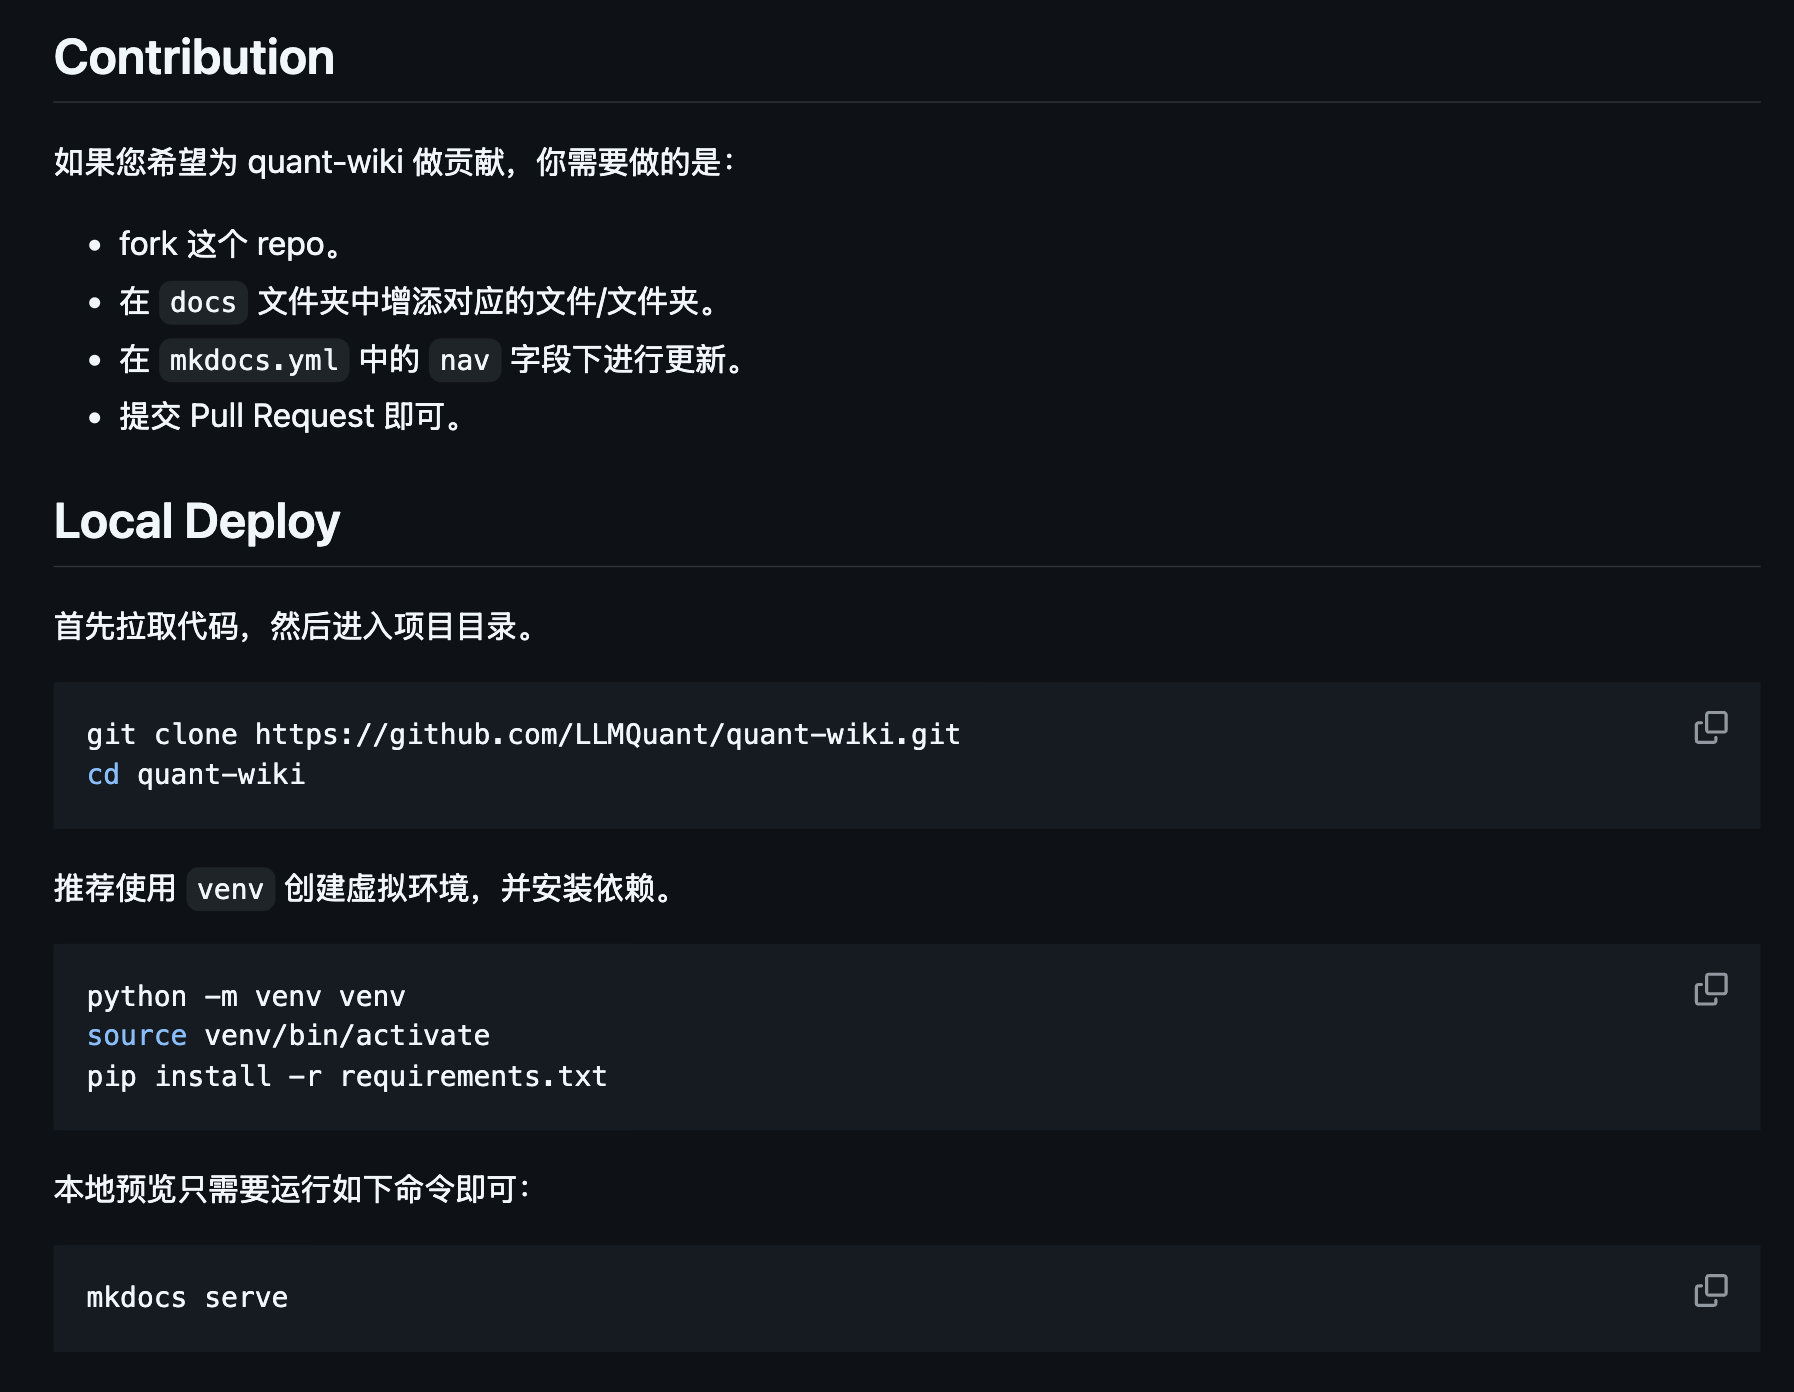 Contribution
如果您希望为 quant-wiki 做贡献，你需要做的是：
• fork 这个 repo。
• 在 docs 文件夹中增添对应的文件/文件夹。
• 在 mkdocs.yml 中的 nav 字段下进行更新。
• 提交 Pull Request 即可。
Local Deploy
首先拉取代码，然后进入项目目录。
git clone https://github.com/LLMQuant/quant-wiki.git
cd quant-wiki
推荐使用 venv 创建虚拟环境，并安装依赖。
python -m venv venv
source venv/bin/activate
pip install -r requirements.txt
本地预览只需要运行如下命令即可：
mkdocs serve